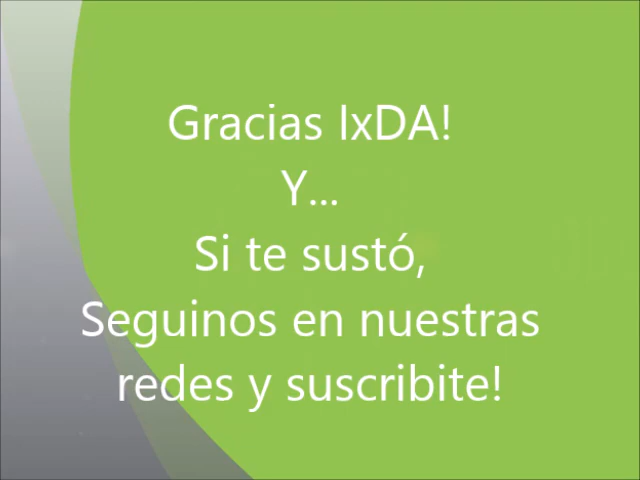 Gracias IxDA!
Y...
Si te sustó,
Seguinos en nuestras
redes y suscribite!